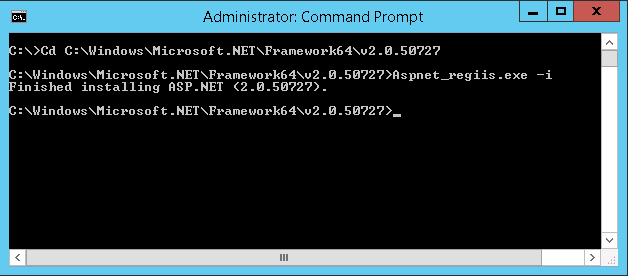 Administrator: Command Prompt
C:\>Cd C:\Windows\Microsoft.NET\Framework64\v2.0.50727
C:\Windows\Microsoft.NET\Framework64\v2.0.50727>Aspnet_regiis.exe -i
Finished installing ASP.NET (2.0.50727).
C:\Windows\Microsoft.NET\Framework64\v2.0.50727>_